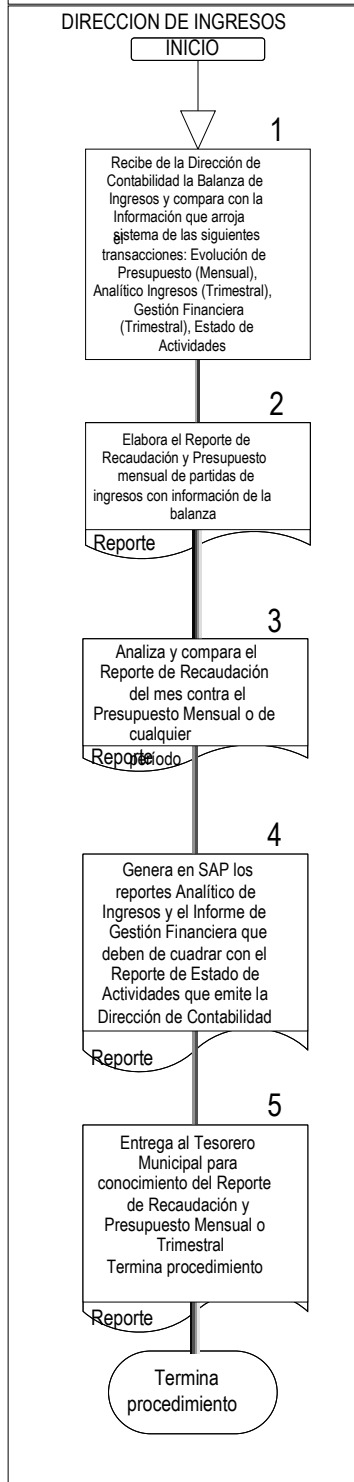 DIRECCION DE INGRESOS
INICIO
1
Recibe de la Dirección de
Contabilidad la Balanza de
Ingresos y compara con la
Información que arroja
el
sistema de las siguientes
transacciones: Evolución de
Presupuesto (Mensual),
Analítico Ingresos (Trimestral),
Gestión Financiera
(Trimestral), Estado de
Actividades
2
Elabora el Reporte de
Recaudación y Presupuesto
mensual de partidas de
ingresos con información de la
balanza
Reporte
3
Analiza y compara el
Reporte de Recaudación
del mes contra el
Presupuesto Mensual o de
cualquier
período
Reporte
4
Genera en SAP los
reportes Analítico de
Ingresos y el Informe de
Gestión Financiera que
deben de cuadrar con el
Reporte de Estado de
Actividades que emite la
Dirección de Contabilidad
Reporte
5
Entrega al Tesorero
Municipal para
conocimiento del Reporte
de Recaudación y
Presupuesto Mensual o
Trimestral
Termina procedimiento
Reporte
Termina
procedimiento